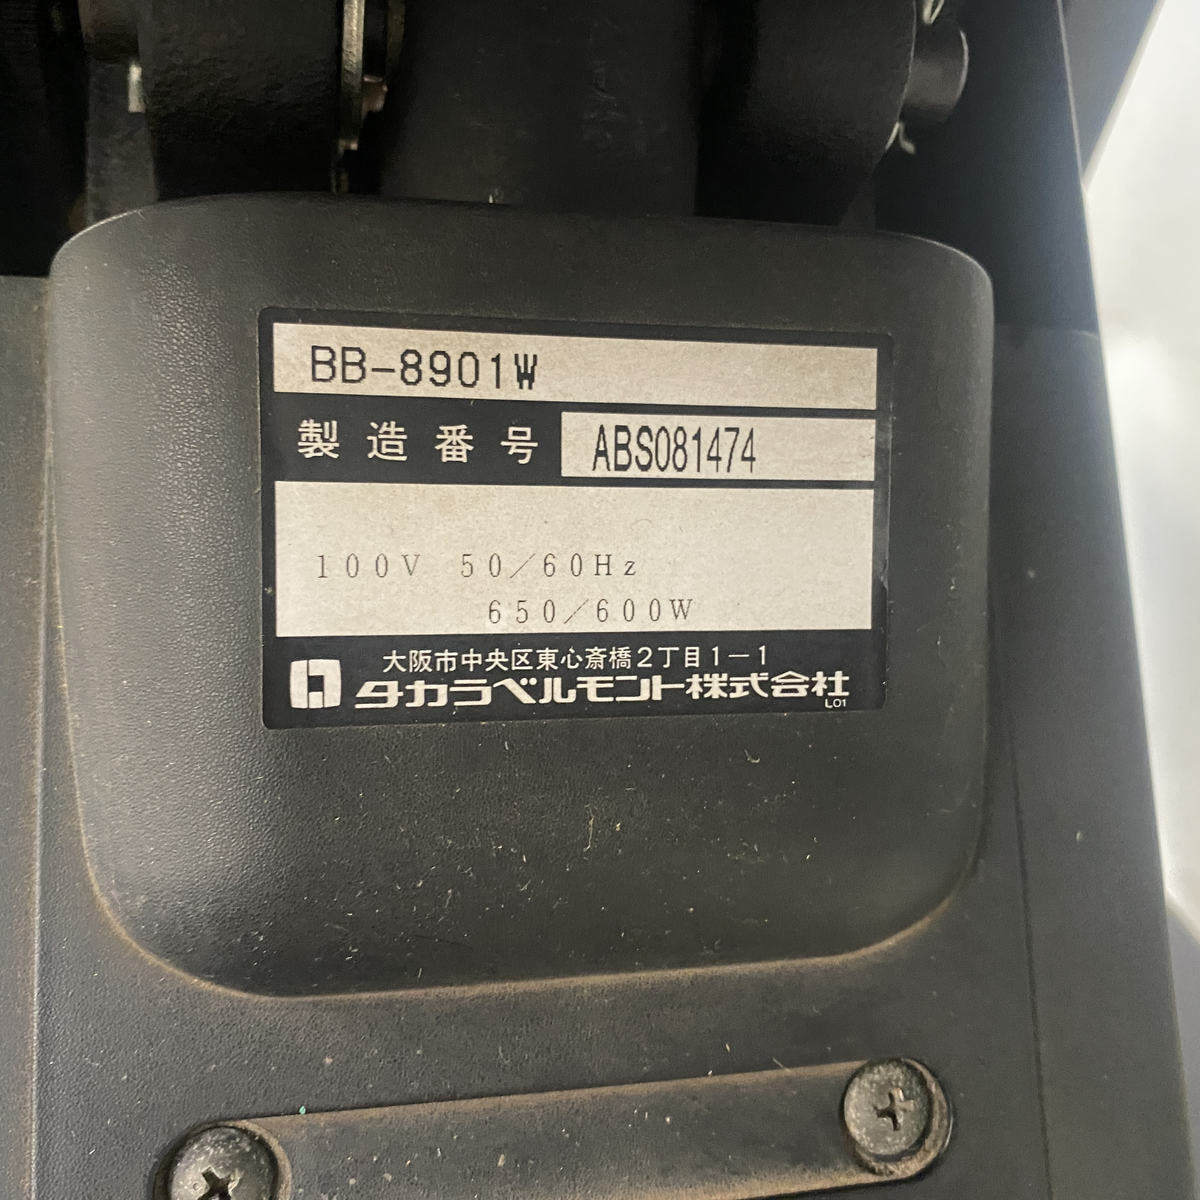 BB-8901W
製造番号 ABS081474
100V 50/60Hz
650/600W
大阪市中央区東心斎橋2丁目1-1
タカラベルモント株式会社
L01